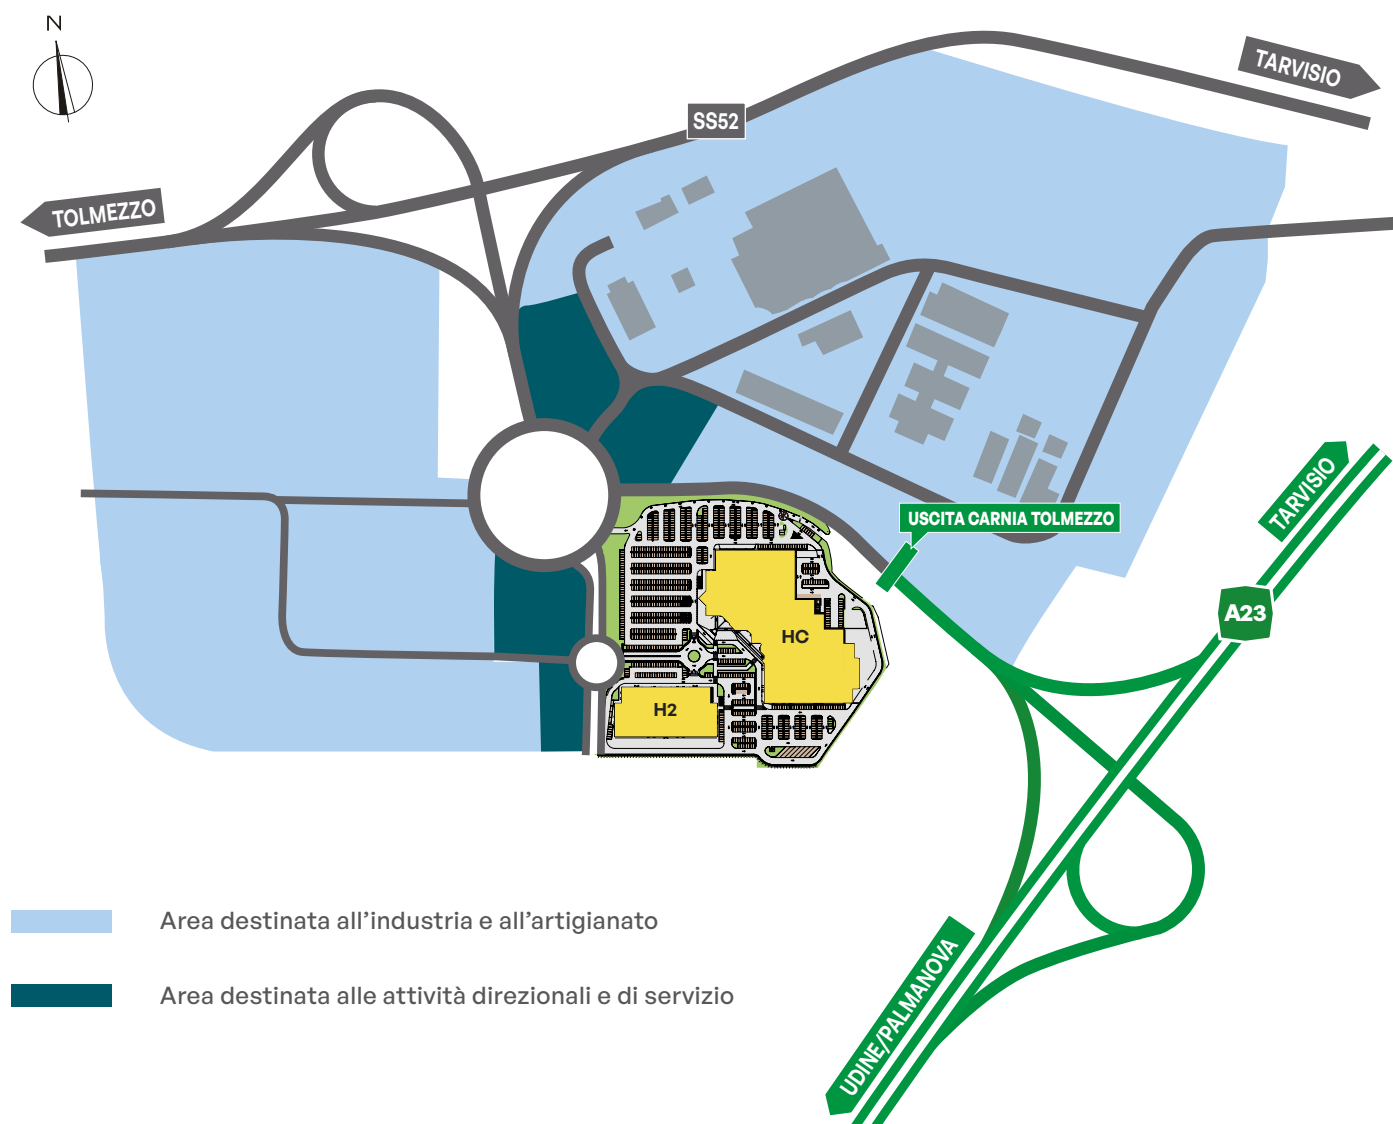 N
TARVISIO
SS52
TOLMEZZO
TARVISIO
USCITA CARNIA TOLMEZZO
A23
HC
H2
Area destinata all'industria e all'artigianato
UDINE/PALMANOVA
Area destinata alle attività direzionali e di servizio